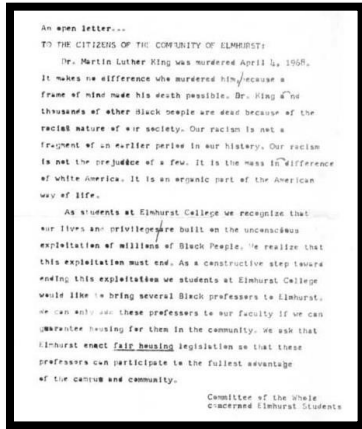 An open letter...
TO THE CITIZENS OF THE COMMUNITY OF ELMHURST:
Dr. Martin Luther King was murdered April 4, 1968.
It makes no difference who murdered him, because a
frame of mind made his death possible. Dr. King and
thousands of other Black people are dead because of the
racist nature of our society. Our racism is not a
fragment of an earlier period in our history. Our racism
is not the prejudice of a few. It is the mass indifference
of white America. It is an organic part of the American
way of life.
As students at Elmhurst College we recognize that
our lives and privileges are built on the unconscious
exploitation of millions of Black People. We realize that
this exploitation must end. As a constructive step toward
ending this exploitation we students at Elmhurst College
would like to bring several Black professors to Elmhurst.
We can only add these professors to our faculty if we can
guarantee housing for them in the community. We ask that
Elmhurst enact fair housing legislation so that these
professors can participate to the fullest advantage
of the campus and community.
Committee of the Whole
concerned Elmhurst Students